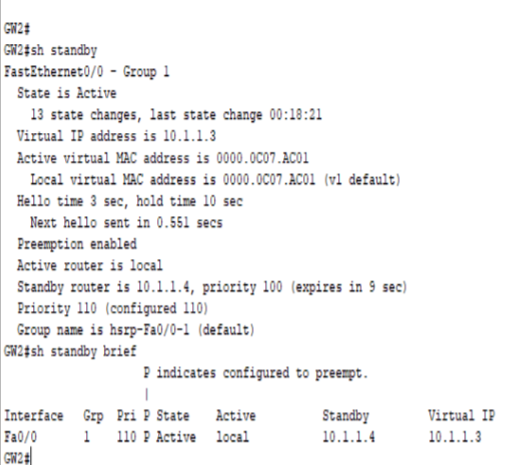 GW2#
GW2#sh standby
FastEthernet0/0 - Group 1
State is Active
13 state changes, last state change 00:18:21
Virtual IP address is 10.1.1.3
Active virtual MAC address is 0000.0C07.AC01
Local virtual MAC address is 0000.0C07.AC01 (v1 default)
Hello time 3 sec, hold time 10 sec
Next hello sent in 0.551 secs
Preemption enabled
Active router is local
Standby router is 10.1.1.4, priority 100 (expires in 9 sec)
Priority 110 (configured 110)
Group name is hsrp-Fa0/0-1 (default)
GW2#sh standby brief
P indicates configured to preempt.
|
Interface Grp Pri P State Active Standby Virtual IP
Fa0/0 1 110 P Active local 10.1.1.4 10.1.1.3
GW2#